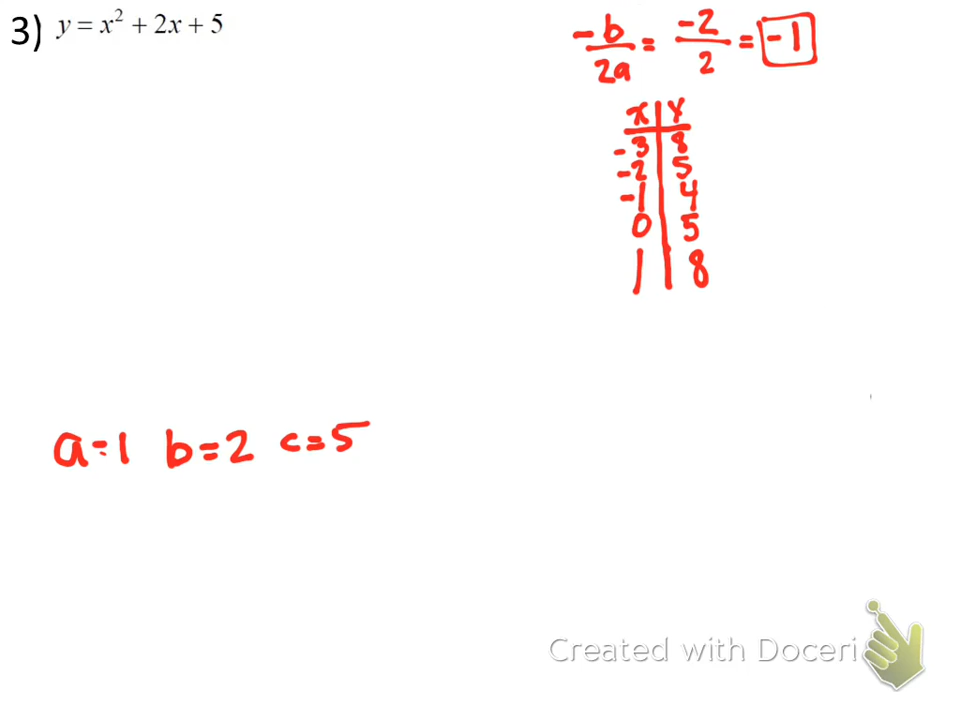 3) y = x² + 2x + 5
-b/2a = -2/2 = -1
x | y
-3 | 8
-2 | 5
-1 | 4
0 | 5
1 | 8
a=1 b=2 c=5
Created with Doceri